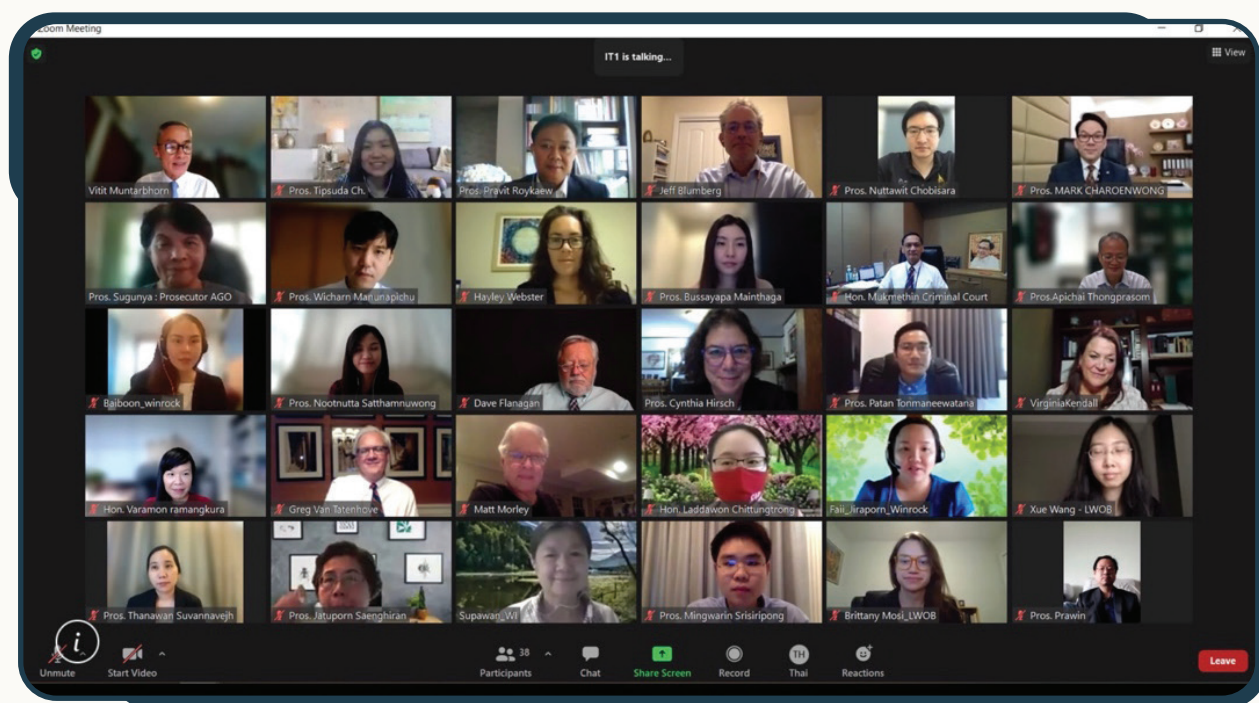 Zoom Meeting
IT1 is talking...
View
Vitit Muntarbhorn
Pros. Tipsuda Ch.
Pros. Pravit Roykaew
Jeff Blumberg
Pros. Nuttawit Chobisara
Pros. MARK CHAROENWONG
Pros. Sugunya : Prosecutor AGO
Pros. Wicharn Manunapichu
Hayley Webster
Pros. Bussayapa Mainthaga
Hon. Mukmethin Criminal Court
Pros.Apichai Thongprasom
Baiboon_winrock
Pros. Nootnutta Satthamnuwong
Dave Flanagan
Pros. Cynthia Hirsch
Pros. Patan Tonmaneewatana
VirginiaKendall
Hon. Varamon ramangkura
Greg Van Tatenhove
Matt Morley
Hon. Laddawon Chittungtrong
Faii_Jiraporn_Winrock
Xue Wang - LWOB
Pros. Thanawan Suvannavejh
Pros. Jatuporn Saenghiran
Supawan_WI
Pros. Mingwarin Srisiripong
Brittany Mosi_LWOB
Pros. Prawin
i
Unmute
Start Video
38
Participants
Chat
Share Screen
Record
TH
Thai
Reactions
Leave